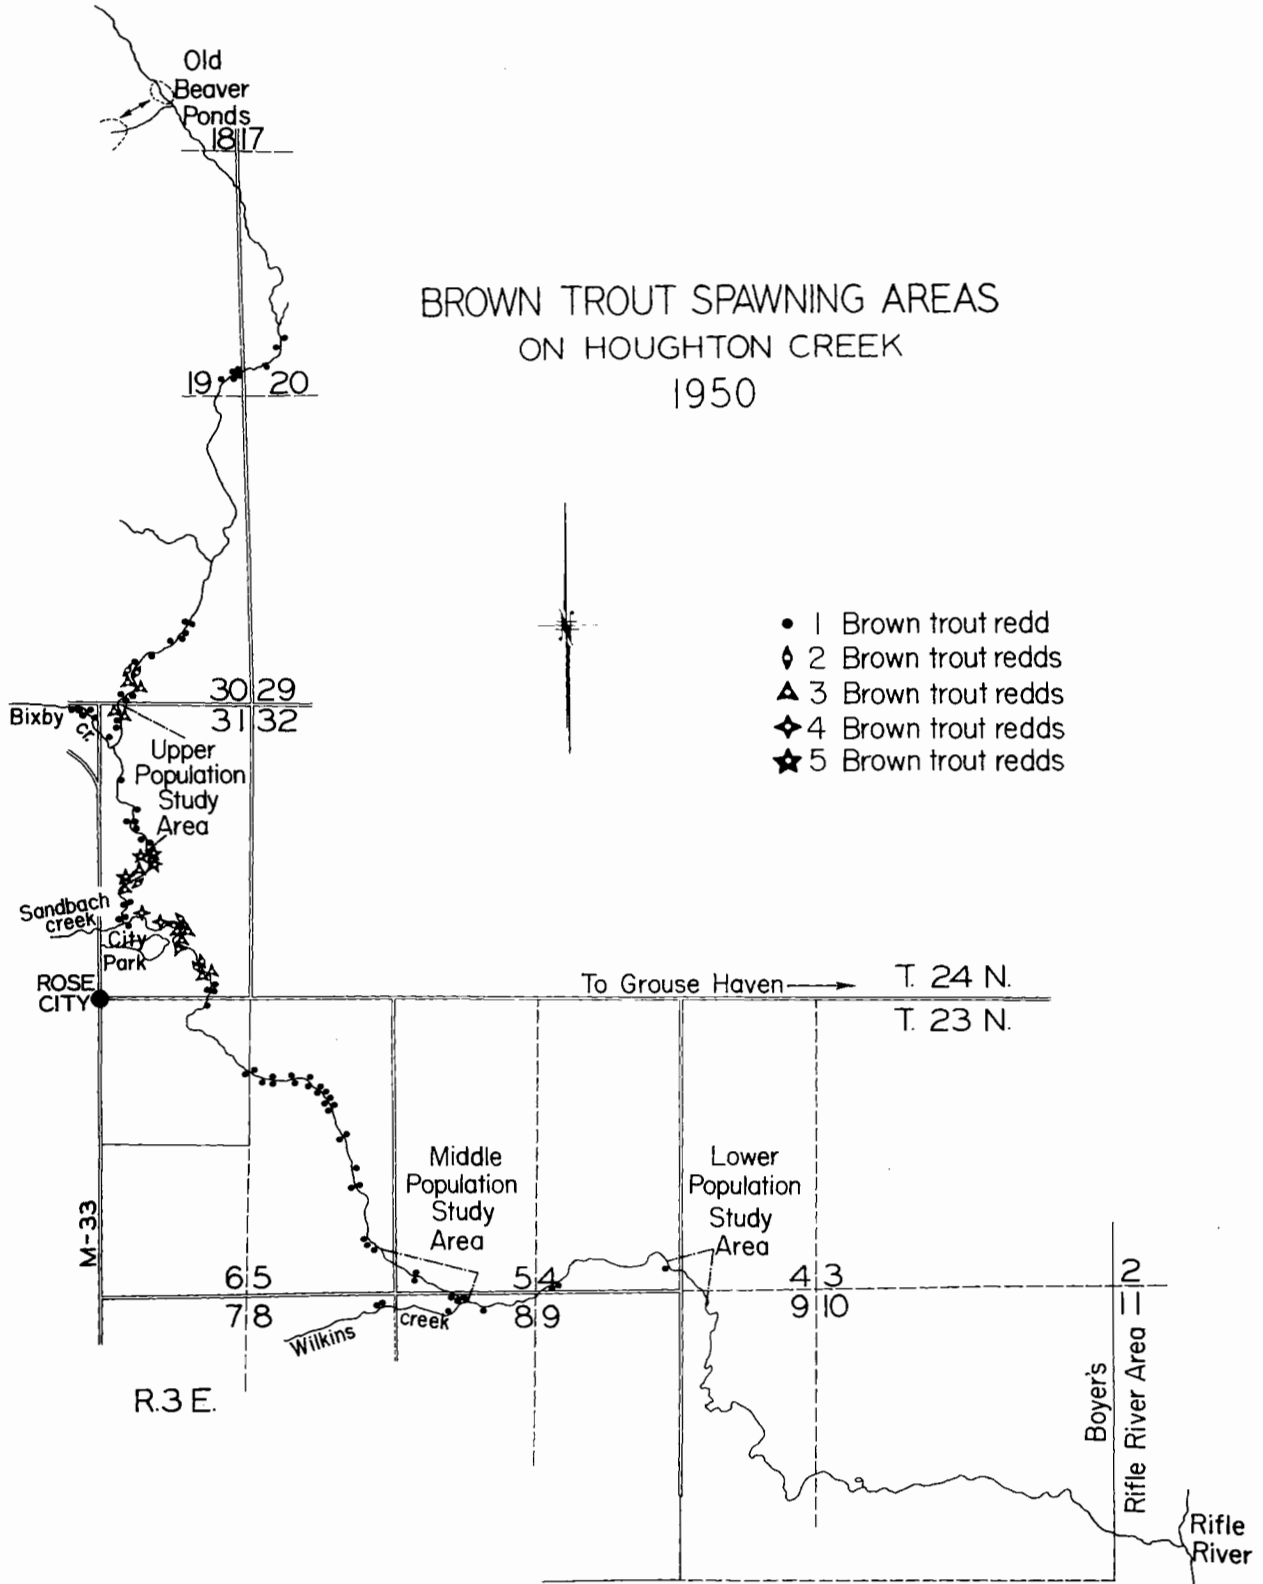 Old
Beaver
Ponds
18 17
BROWN TROUT SPAWNING AREAS
ON HOUGHTON CREEK
1950
19 20
1 Brown trout redd
2 Brown trout redds
3 Brown trout redds
4 Brown trout redds
5 Brown trout redds
30 29
31 32
Bixby
cr.
Upper
Population
Study
Area
Sandbach
creek
City
Park
ROSE
CITY
To Grouse Haven
T. 24 N.
T. 23 N.
M-33
Middle
Population
Study
Area
Lower
Population
Study
Area
6 5
7 8
5 4
8 9
4 3
9 10
2
11
Wilkins
creek
R.3 E.
Boyer's
Rifle River Area
Rifle
River